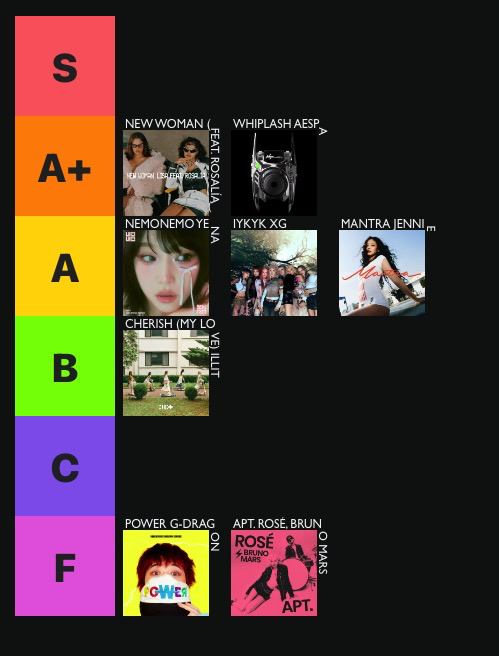 S
A+
NEW WOMAN (FEAT. ROSALÍA
NEW WOMAN LISA FEAT. ROSALÍA
WHIPLASH AESPA
A
NEMONEMO YENA
IYKYK XG
MANTRA JENNIE
Mantra
B
CHERISH (MY LOVE) ILLIT
C
F
POWER G-DRAGON
POWER
APT. ROSÉ, BRUNO MARS
ROSÉ
BRUNO
MARS
APT.